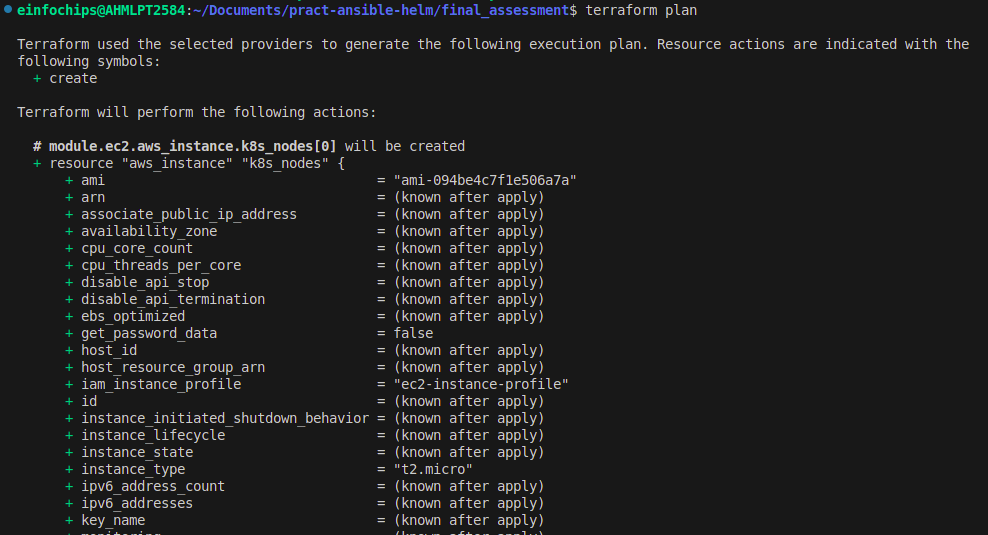 einfochips@AHMLPT2584:~/Documents/pract-ansible-helm/final_assessment$ terraform plan
Terraform used the selected providers to generate the following execution plan. Resource actions are indicated with the
following symbols:
+ create
Terraform will perform the following actions:
# module.ec2.aws_instance.k8s_nodes[0] will be created
+ resource "aws_instance" "k8s_nodes" {
+ ami = "ami-094be4c7f1e506a7a"
+ arn = (known after apply)
+ associate_public_ip_address = (known after apply)
+ availability_zone = (known after apply)
+ cpu_core_count = (known after apply)
+ cpu_threads_per_core = (known after apply)
+ disable_api_stop = (known after apply)
+ disable_api_termination = (known after apply)
+ ebs_optimized = (known after apply)
+ get_password_data = false
+ host_id = (known after apply)
+ host_resource_group_arn = (known after apply)
+ iam_instance_profile = "ec2-instance-profile"
+ id = (known after apply)
+ instance_initiated_shutdown_behavior = (known after apply)
+ instance_lifecycle = (known after apply)
+ instance_state = (known after apply)
+ instance_type = "t2.micro"
+ ipv6_address_count = (known after apply)
+ ipv6_addresses = (known after apply)
+ key_name = (known after apply)